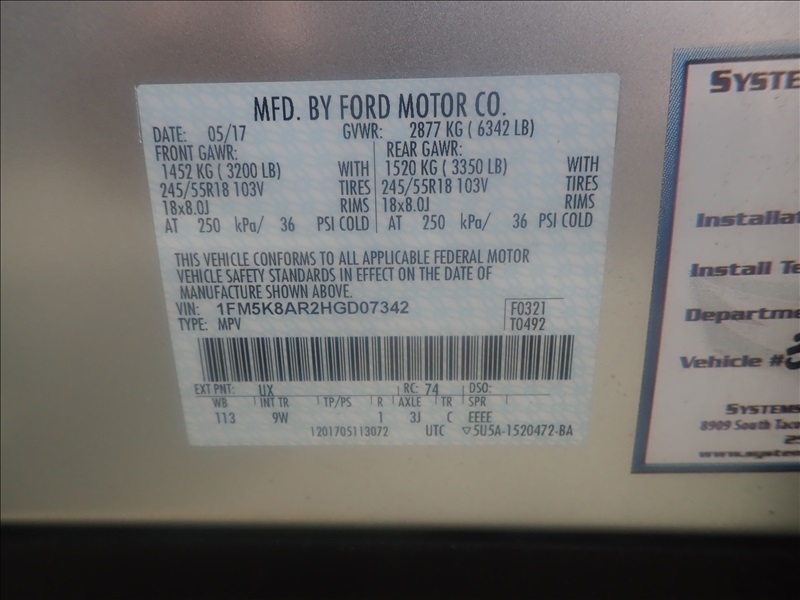 MFD. BY FORD MOTOR CO.
DATE: 05/17 GVWR: 2877 KG ( 6342 LB)
FRONT GAWR: REAR GAWR:
1452 KG ( 3200 LB) WITH 1520 KG ( 3350 LB) WITH
245/55R18 103V TIRES 245/55R18 103V TIRES
18x8.0J RIMS 18x8.0J RIMS
AT 250 kPa/ 36 PSI COLD AT 250 kPa/ 36 PSI COLD
THIS VEHICLE CONFORMS TO ALL APPLICABLE FEDERAL MOTOR
VEHICLE SAFETY STANDARDS IN EFFECT ON THE DATE OF
MANUFACTURE SHOWN ABOVE.
VIN: 1FM5K8AR2HGD07342 F0321
TYPE: MPV T0492
EXT PNT: UX RC: 74 DSO:
WB INT TR TP/PS R AXLE TR SPR
113 9W 1 3J C EEEE
1201705113072 UTC ▽5U5A-1520472-BA
SYSTE
Installa
Install Te
Departme
Vehicle #
SYSTEMS
8909 South Tac
www.system